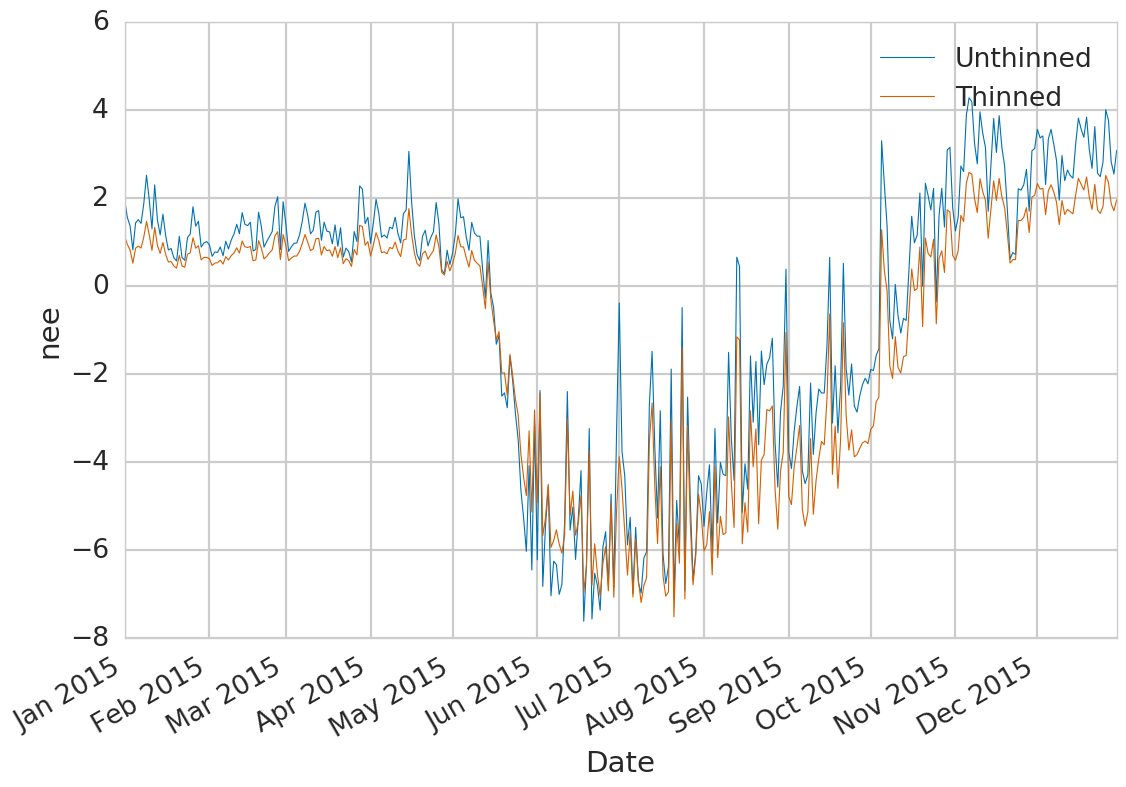 6
4
2
0
−2
−4
−6
−8
nee
Unthinned
Thinned
Jan 2015
Feb 2015
Mar 2015
Apr 2015
May 2015
Jun 2015
Jul 2015
Aug 2015
Sep 2015
Oct 2015
Nov 2015
Dec 2015
Date